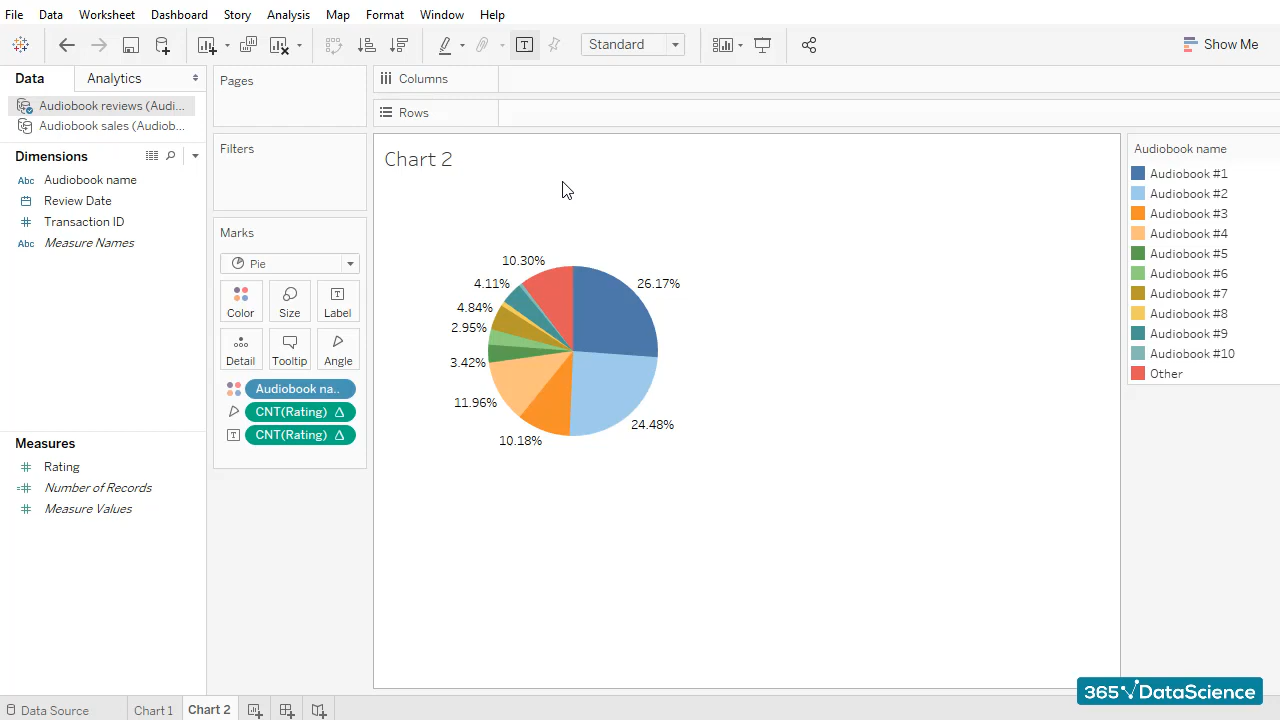 File Data Worksheet Dashboard Story Analysis Map Format Window Help
Standard
Show Me
Data Analytics
Audiobook reviews (Audi...
Audiobook sales (Audiob...
Dimensions
Abc Audiobook name
Review Date
Transaction ID
Abc Measure Names
Measures
Rating
Number of Records
Measure Values
Pages
Filters
Marks
Pie
Color Size Label
Detail Tooltip Angle
Audiobook na..
CNT(Rating)
CNT(Rating)
Columns
Rows
Chart 2
10.30%
4.11%
26.17%
4.84%
2.95%
3.42%
11.96%
24.48%
10.18%
Audiobook name
Audiobook #1
Audiobook #2
Audiobook #3
Audiobook #4
Audiobook #5
Audiobook #6
Audiobook #7
Audiobook #8
Audiobook #9
Audiobook #10
Other
365 DataScience
Data Source Chart 1 Chart 2